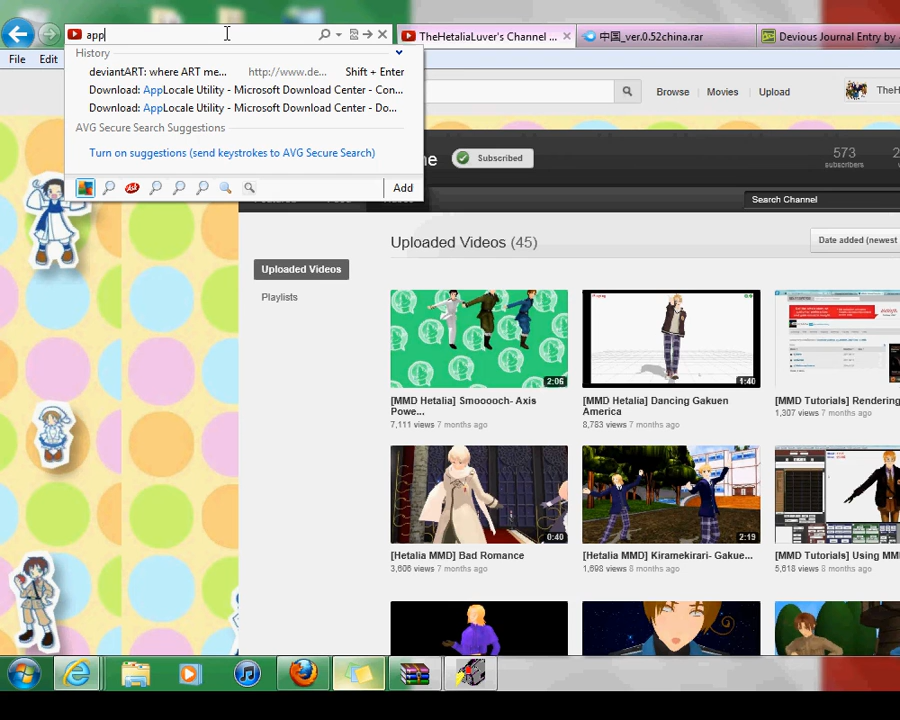 app
TheHetaliaLuver's Channel ...
中国_ver.0.52china.rar
Devious Journal Entry by
File Edit
History
deviantART: where ART me... http://www.de... Shift + Enter
Download: AppLocale Utility - Microsoft Download Center - Con...
Download: AppLocale Utility - Microsoft Download Center - Do...
AVG Secure Search Suggestions
Turn on suggestions (send keystrokes to AVG Secure Search)
Add
Browse Movies Upload TheH
me
Subscribed
573
subscribers
Search Channel
Uploaded Videos (45)
Date added (newest
Uploaded Videos
Playlists
2:06
1:40
[MMD Hetalia] Smooooch- Axis
Powe...
7,111 views 7 months ago
[MMD Hetalia] Dancing Gakuen
America
8,783 views 7 months ago
[MMD Tutorials] Rendering
1,307 views 7 months ago
0:40
2:19
[Hetalia MMD] Bad Romance
3,606 views 7 months ago
[Hetalia MMD] Kiramekirari- Gakue...
1,698 views 8 months ago
[MMD Tutorials] Using MM
5,618 views 8 months ago